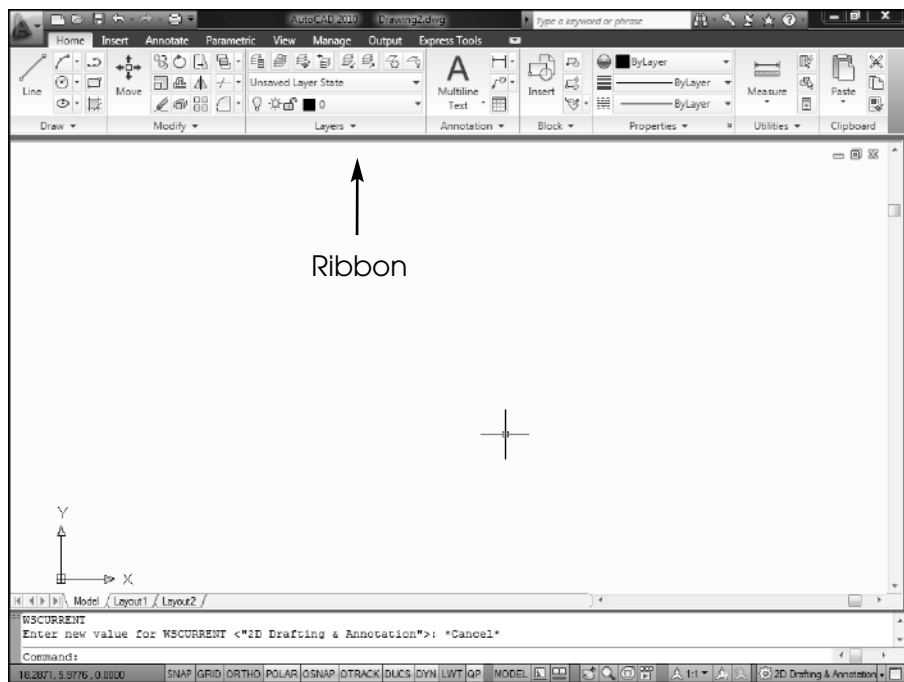 AutoCAD 2010 Drawing2.dwg Type a keyword or phrase
Home Insert Annotate Parametric View Manage Output Express Tools
Line Move Unsaved Layer State 0 Multiline Text Insert ByLayer ByLayer ByLayer Measure Paste
Draw Modify Layers Annotation Block Properties Utilities Clipboard
Ribbon
Y
X
Model Layout1 Layout2
WSCURRENT
Enter new value for WSCURRENT <"2D Drafting & Annotation">: *Cancel*
Command:
18.2871, 5.9776 , 0.0000 SNAP GRID ORTHO POLAR OSNAP OTRACK DUCS DYN LWT QP MODEL 1:1 2D Drafting & Annotation